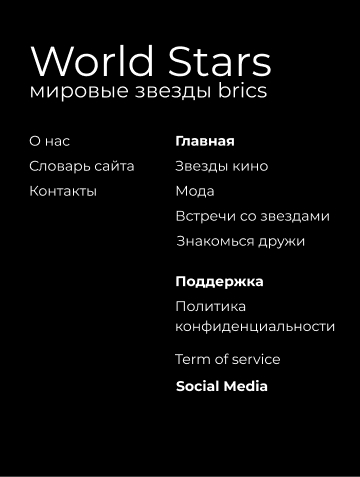 World Stars
мировые звезды brics
О нас
Словарь сайта
Контакты
Главная
Звезды кино
Мода
Встречи со звездами
Знакомься дружи
Поддержка
Политика
конфиденциальности
Term of service
Social Media